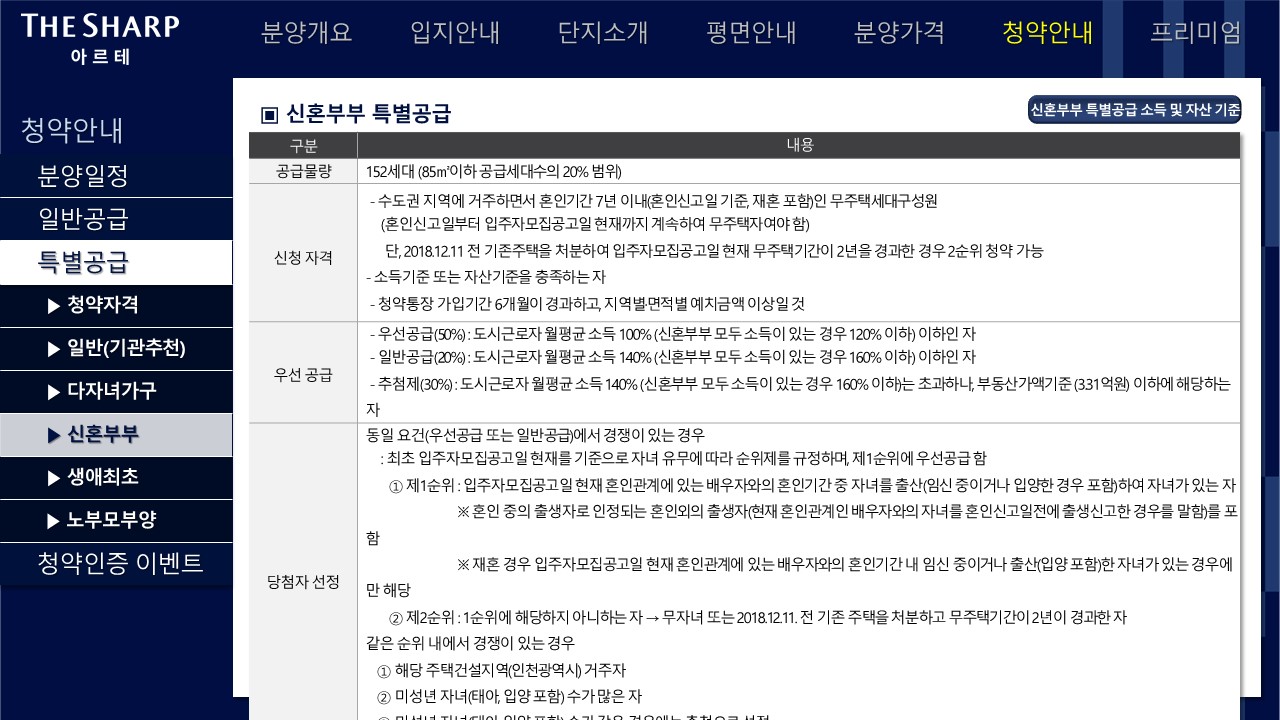 THE SHARP
아르테
분양개요 입지안내 단지소개 평면안내 분양가격 청약안내 프리미엄
청약안내
분양일정
일반공급
특별공급
▶ 청약자격
▶ 일반(기관추천)
▶ 다자녀가구
▶ 신혼부부
▶ 생애최초
▶ 노부모부양
청약인증 이벤트
▣ 신혼부부 특별공급
신혼부부 특별공급 소득 및 자산 기준
구분 내용
공급물량 152세대 (85㎡이하 공급세대수의 20% 범위)
신청 자격
- 수도권 지역에 거주하면서 혼인기간 7년 이내(혼인신고일 기준, 재혼 포함)인 무주택세대구성원
(혼인신고일부터 입주자모집공고일 현재까지 계속하여 무주택자여야 함)
단, 2018.12.11 전 기존주택을 처분하여 입주자모집공고일 현재 무주택기간이 2년을 경과한 경우 2순위 청약 가능
- 소득기준 또는 자산기준을 충족하는 자
- 청약통장 가입기간 6개월이 경과하고, 지역별·면적별 예치금액 이상일 것
우선 공급
- 우선공급(50%) : 도시근로자 월평균 소득 100% (신혼부부 모두 소득이 있는 경우 120% 이하) 이하인 자
- 일반공급(20%) : 도시근로자 월평균 소득 140% (신혼부부 모두 소득이 있는 경우 160% 이하) 이하인 자
- 추첨제(30%) : 도시근로자 월평균 소득 140% (신혼부부 모두 소득이 있는 경우 160% 이하)는 초과하나, 부동산가액기준 (3.31억원) 이하에 해당하는
자
당첨자 선정
동일 요건(우선공급 또는 일반공급)에서 경쟁이 있는 경우
: 최초 입주자모집공고일 현재를 기준으로 자녀 유무에 따라 순위제를 규정하며, 제1순위에 우선공급 함
① 제1순위 : 입주자모집공고일 현재 혼인관계에 있는 배우자와의 혼인기간 중 자녀를 출산(임신 중이거나 입양한 경우 포함)하여 자녀가 있는 자
※ 혼인 중의 출생자로 인정되는 혼인외의 출생자(현재 혼인관계인 배우자와의 자녀를 혼인신고일전에 출생신고한 경우를 말함)를 포
함
※ 재혼 경우 입주자모집공고일 현재 혼인관계에 있는 배우자와의 혼인기간 내 임신 중이거나 출산(입양 포함)한 자녀가 있는 경우에
만 해당
② 제2순위 : 1순위에 해당하지 아니하는 자 → 무자녀 또는 2018.12.11. 전 기존 주택을 처분하고 무주택기간이 2년이 경과한 자
같은 순위 내에서 경쟁이 있는 경우
① 해당 주택건설지역(인천광역시) 거주자
② 미성년 자녀(태아, 입양 포함) 수가 많은 자
③ 미성년 자녀(태아, 입양 포함) 수가 같은 경우에는 추첨으로 선정